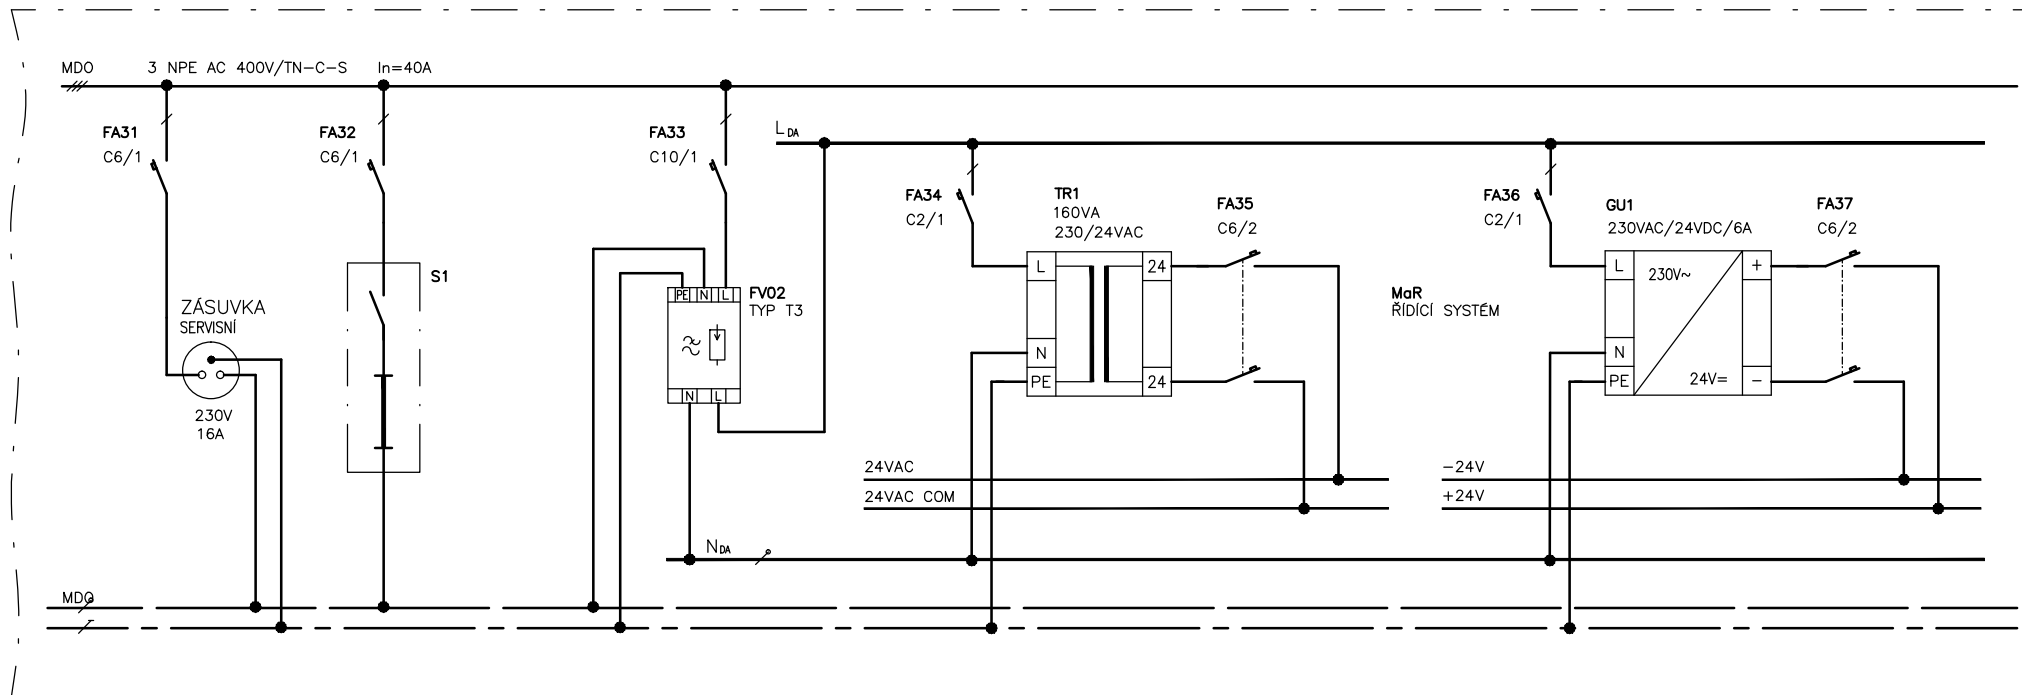 MDO 3 NPE AC 400V/TN-C-S In=40A
FA31
C6/1
FA32
C6/1
FA33
C10/1
L DA
FA34
C2/1
TR1
160VA
230/24VAC
FA35
C6/2
FA36
C2/1
GU1
230VAC/24VDC/6A
FA37
C6/2
S1
ZÁSUVKA
SERVISNÍ
230V
16A
PE N L
FV02
TYP T3
N L
L 24
N
PE 24
MaR
ŘÍDÍCÍ SYSTÉM
L 230V~ +
N
PE 24V= -
24VAC
24VAC COM
-24V
+24V
N DA
MDO